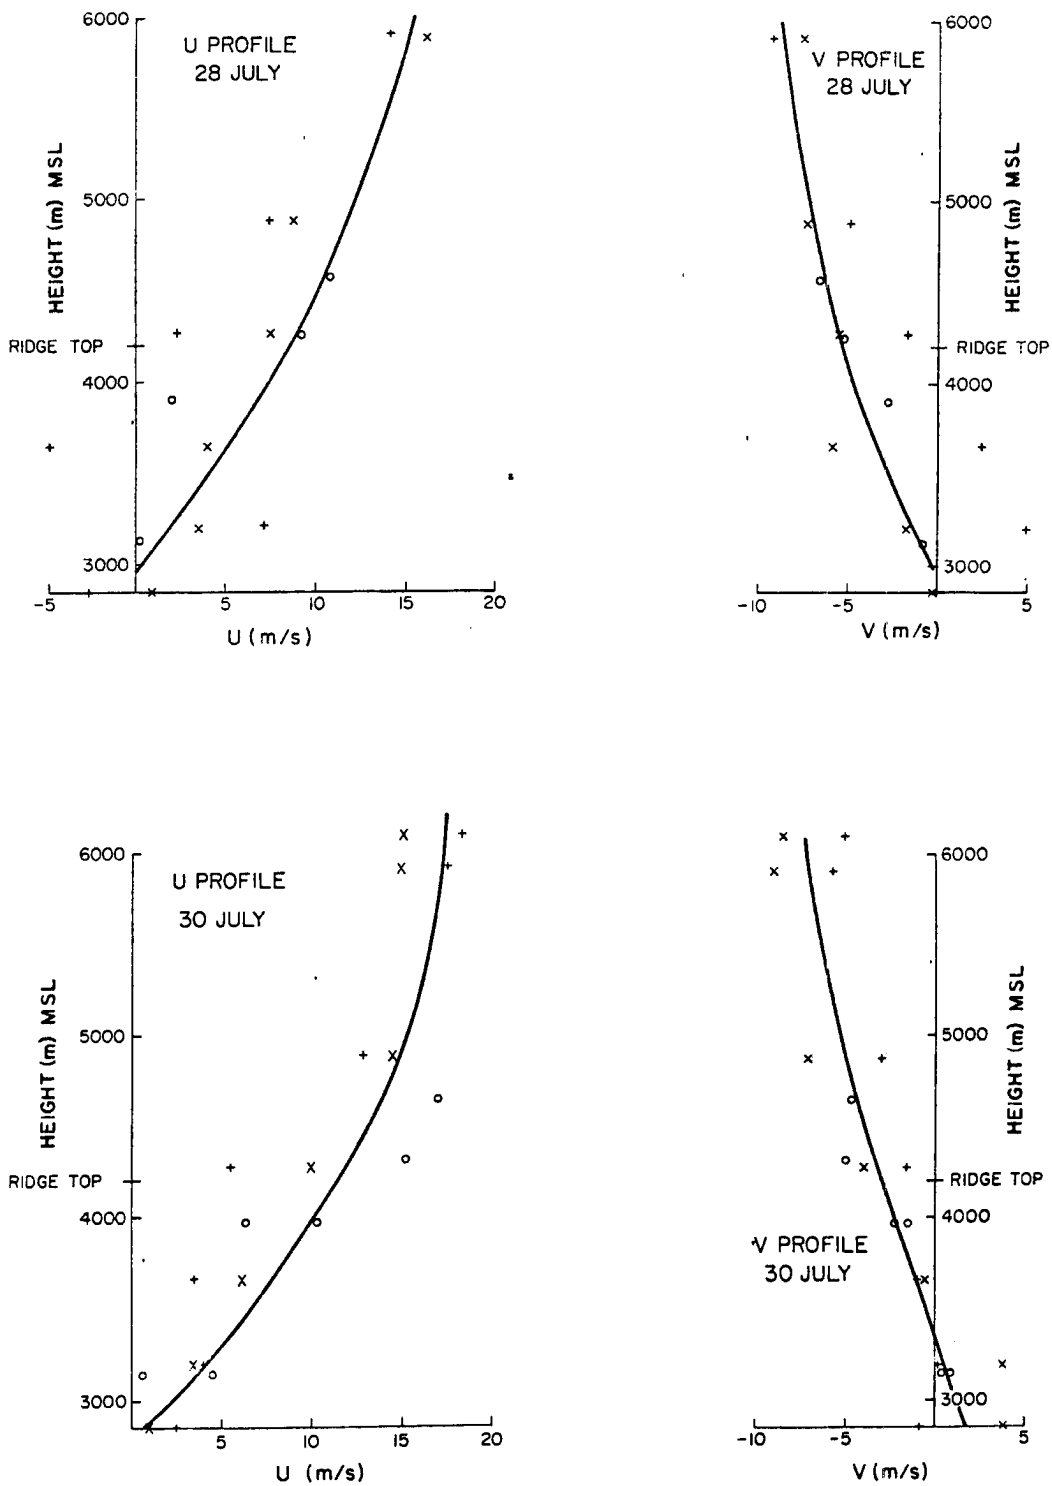 U PROFILE
28 JULY
6000
5000
4000
3000
HEIGHT (m) MSL
RIDGE TOP
-5 5 10 15 20
U (m/s)
V PROFILE
28 JULY
6000
5000
4000
3000
HEIGHT (m) MSL
RIDGE TOP
-10 -5 5
V (m/s)
U PROFILE
30 JULY
6000
5000
4000
3000
HEIGHT (m) MSL
RIDGE TOP
5 10 15 20
U (m/s)
V PROFILE
30 JULY
6000
5000
4000
3000
HEIGHT (m) MSL
RIDGE TOP
-10 -5 5
V (m/s)